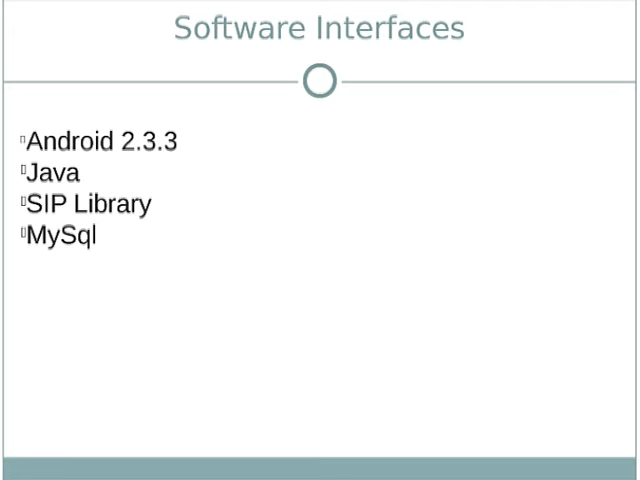 Software Interfaces
Android 2.3.3
Java
SIP Library
MySql